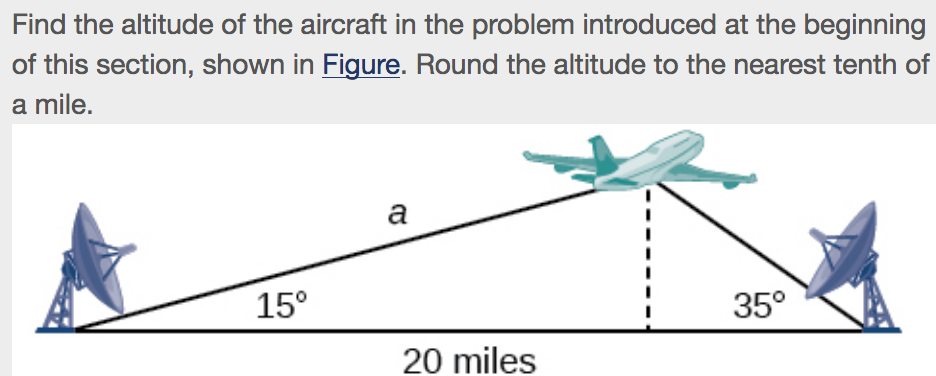 Find the altitude of the aircraft in the problem introduced at the beginning
of this section, shown in Figure. Round the altitude to the nearest tenth of
a mile.
a
15° 35°
20 miles